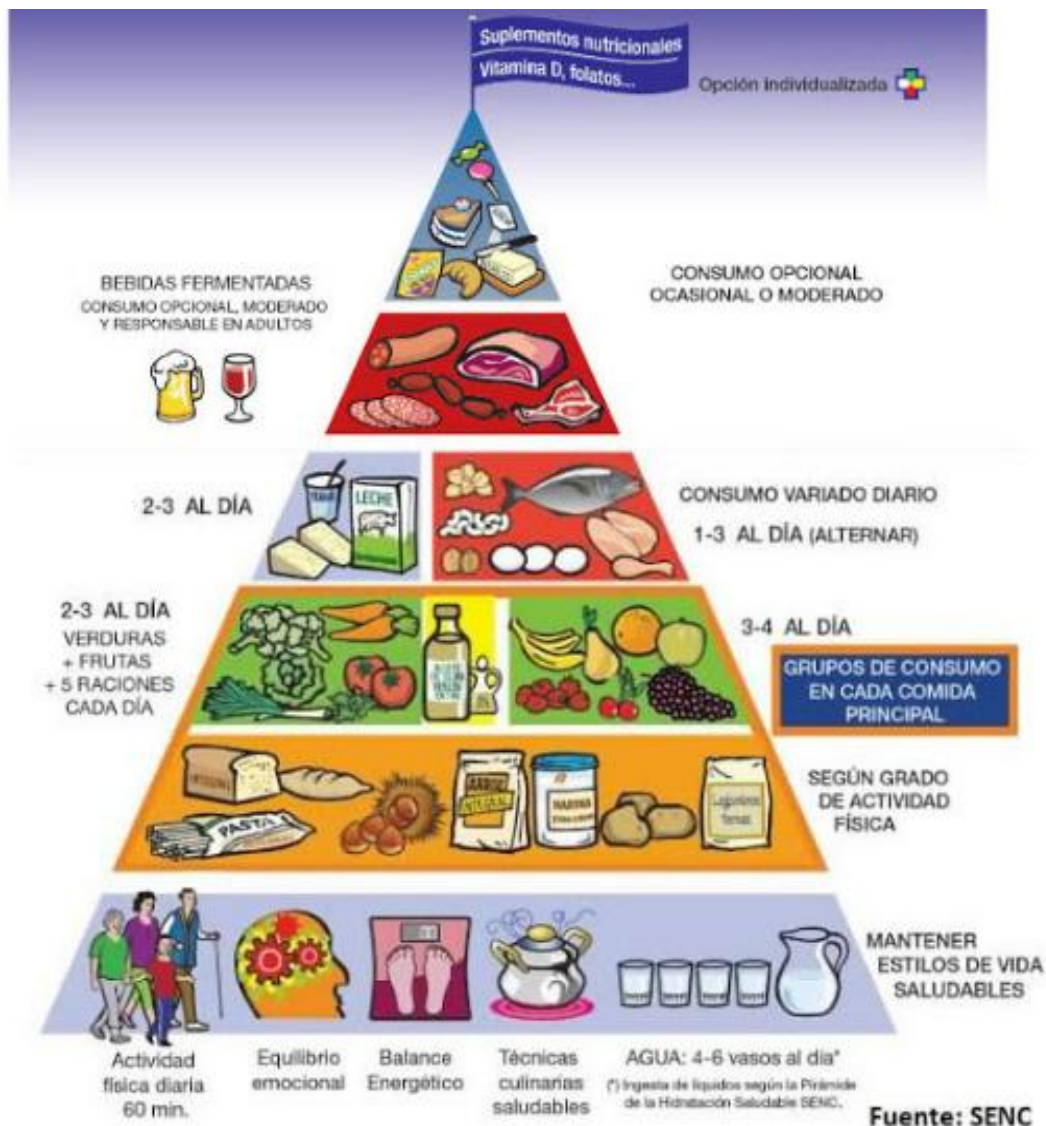 Suplementos nutricionales
Vitamina D, folatos...
Opción individualizada
BEBIDAS FERMENTADAS
CONSUMO OPCIONAL, MODERADO
Y RESPONSABLE EN ADULTOS
CONSUMO OPCIONAL
OCASIONAL O MODERADO
2-3 AL DÍA
LECHE
CONSUMO VARIADO DIARIO
1-3 AL DÍA (ALTERNAR)
2-3 AL DÍA
VERDURAS
+ FRUTAS
+ 5 RACIONES
CADA DÍA
3-4 AL DÍA
GRUPOS DE CONSUMO
EN CADA COMIDA
PRINCIPAL
INTEGRAL
PASTA
ARROZ
INTEGRAL
HARINA
SEGÚN GRADO
DE ACTIVIDAD
FÍSICA
MANTENER
ESTILOS DE VIDA
SALUDABLES
Actividad
física diaria
60 min.
Equilibrio
emocional
Balance
Energético
Técnicas
culinarias
saludables
AGUA: 4-6 vasos al día*
(*) Ingesta de líquidos según la Pirámide
de la Hidratación Saludable SENC.
Fuente: SENC